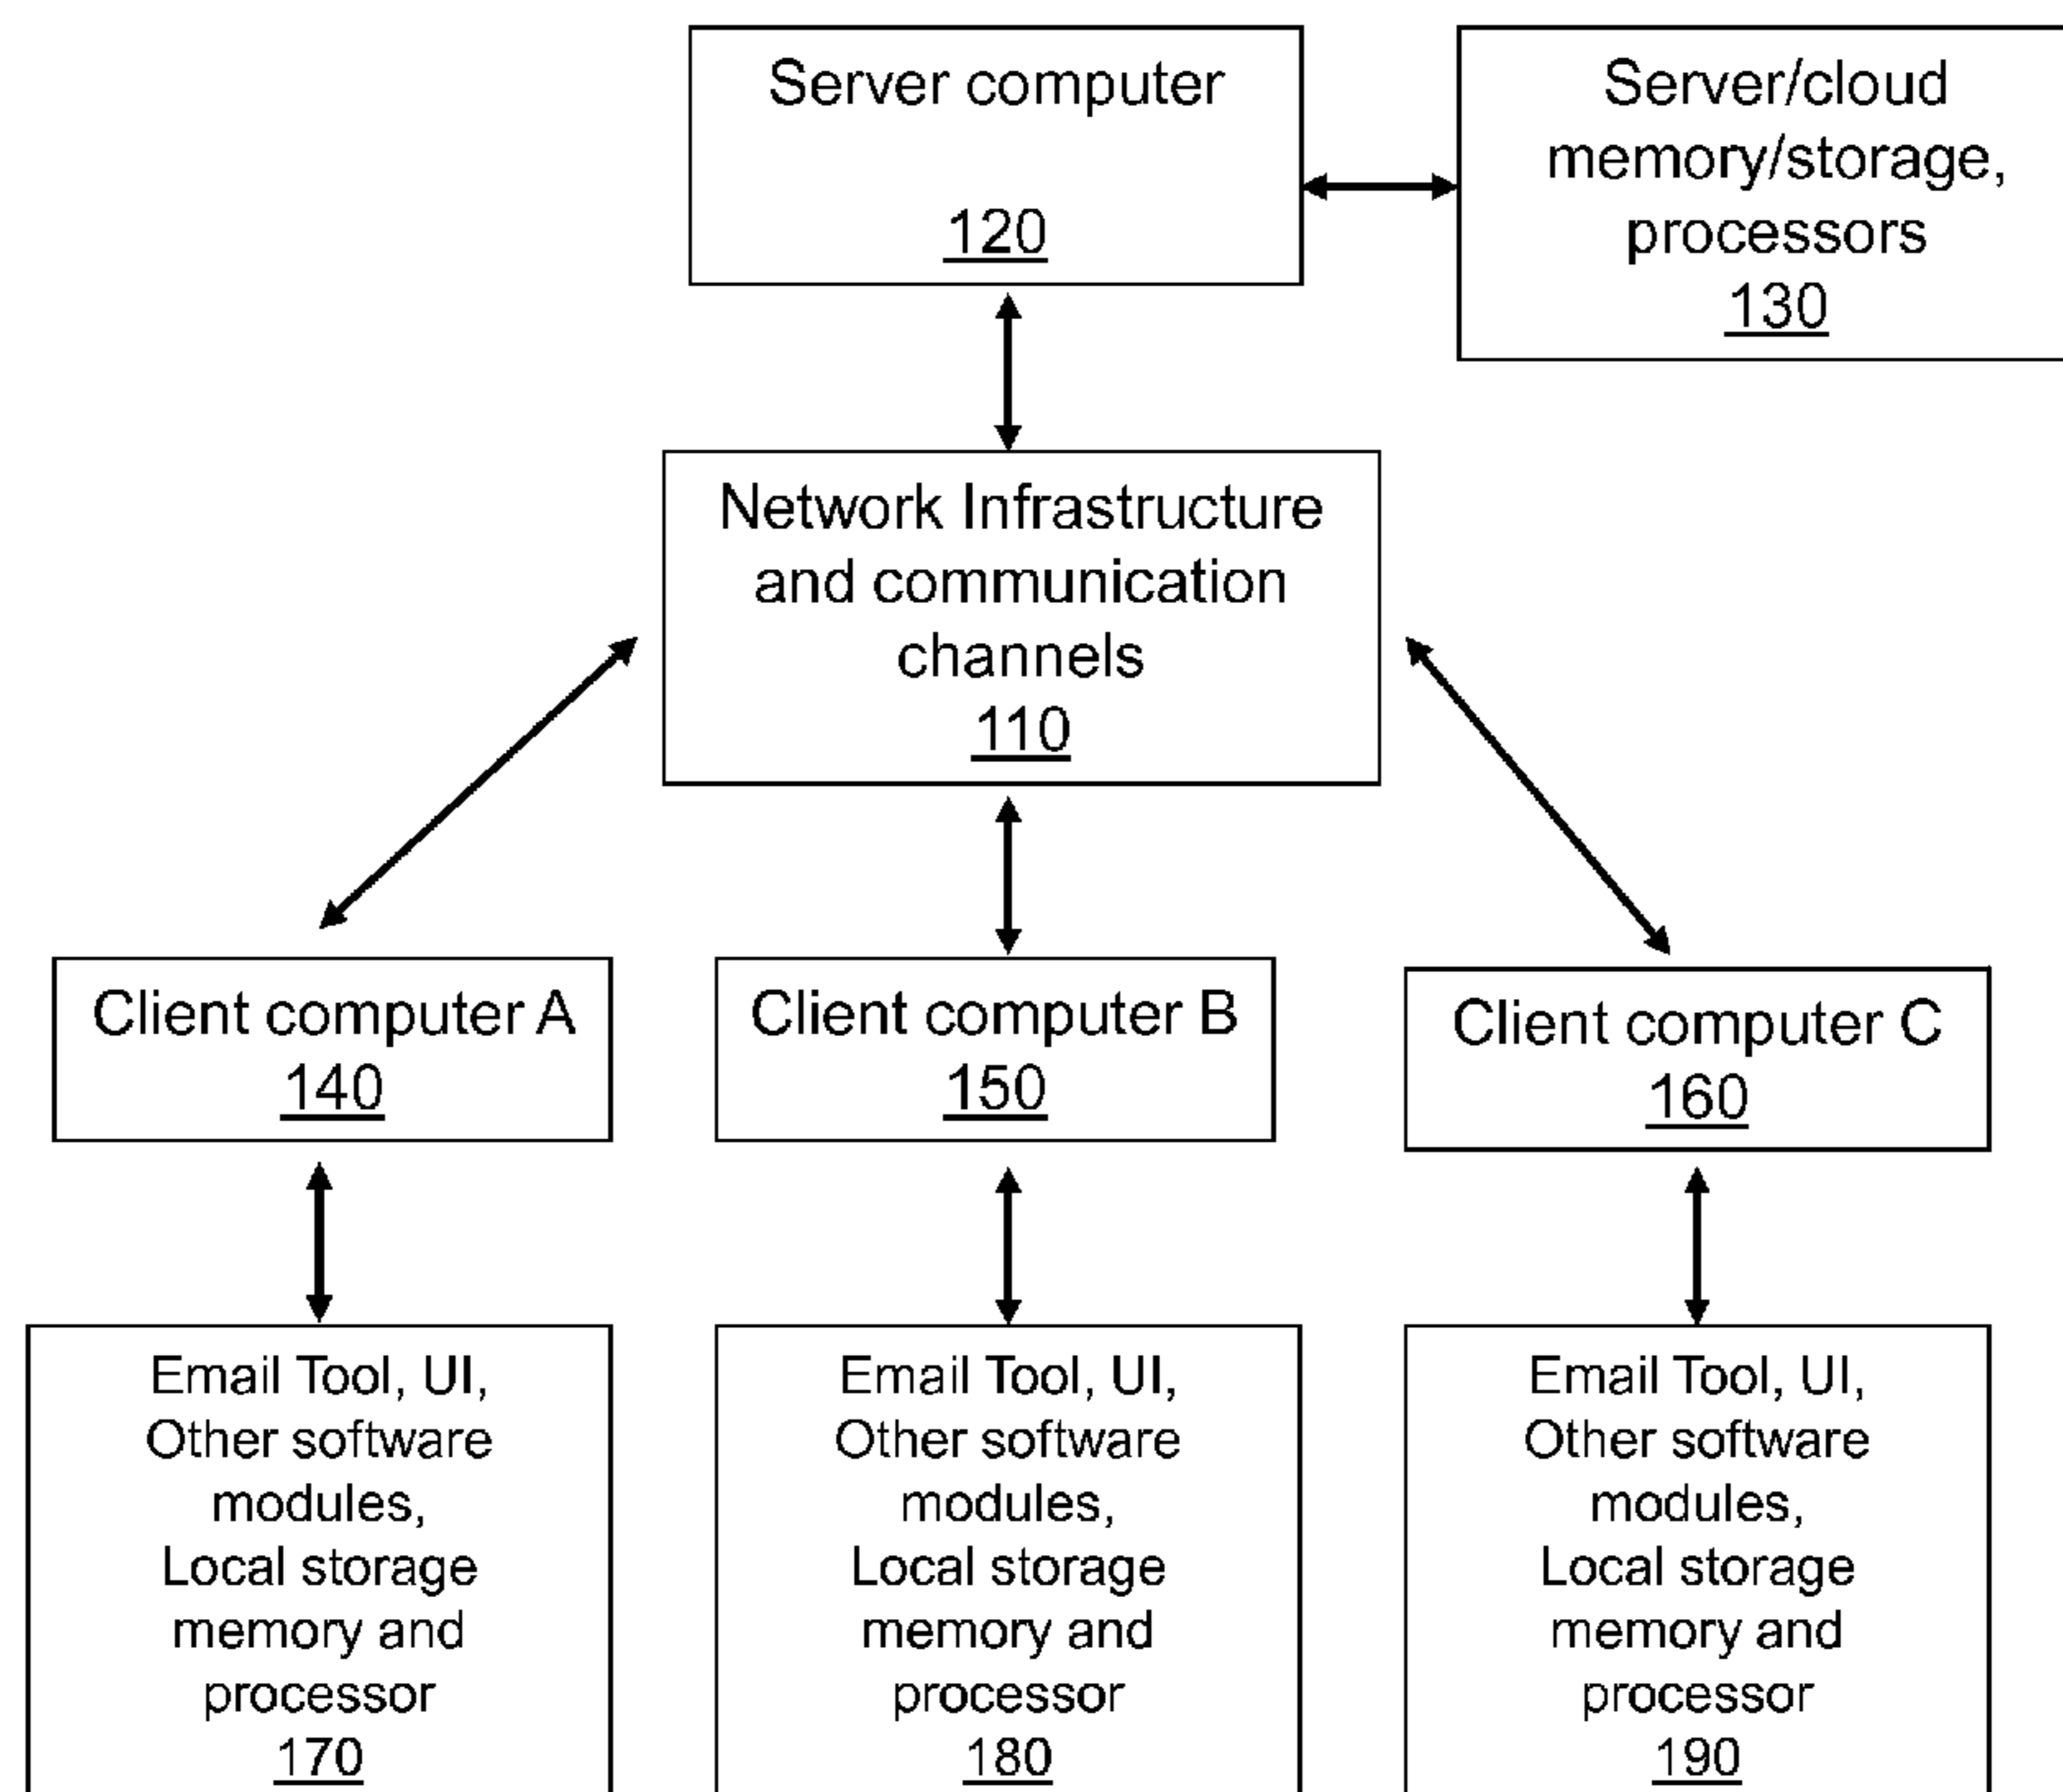 Server computer
120
Server/cloud
memory/storage,
processors
130
Network Infrastructure
and communication
channels
110
Client computer A
140
Client computer B
150
Client computer C
160
Email Tool, UI,
Other software
modules,
Local storage
memory and
processor
170
Email Tool, UI,
Other software
modules,
Local storage
memory and
processor
180
Email Tool, UI,
Other software
modules,
Local storage
memory and
processor
190